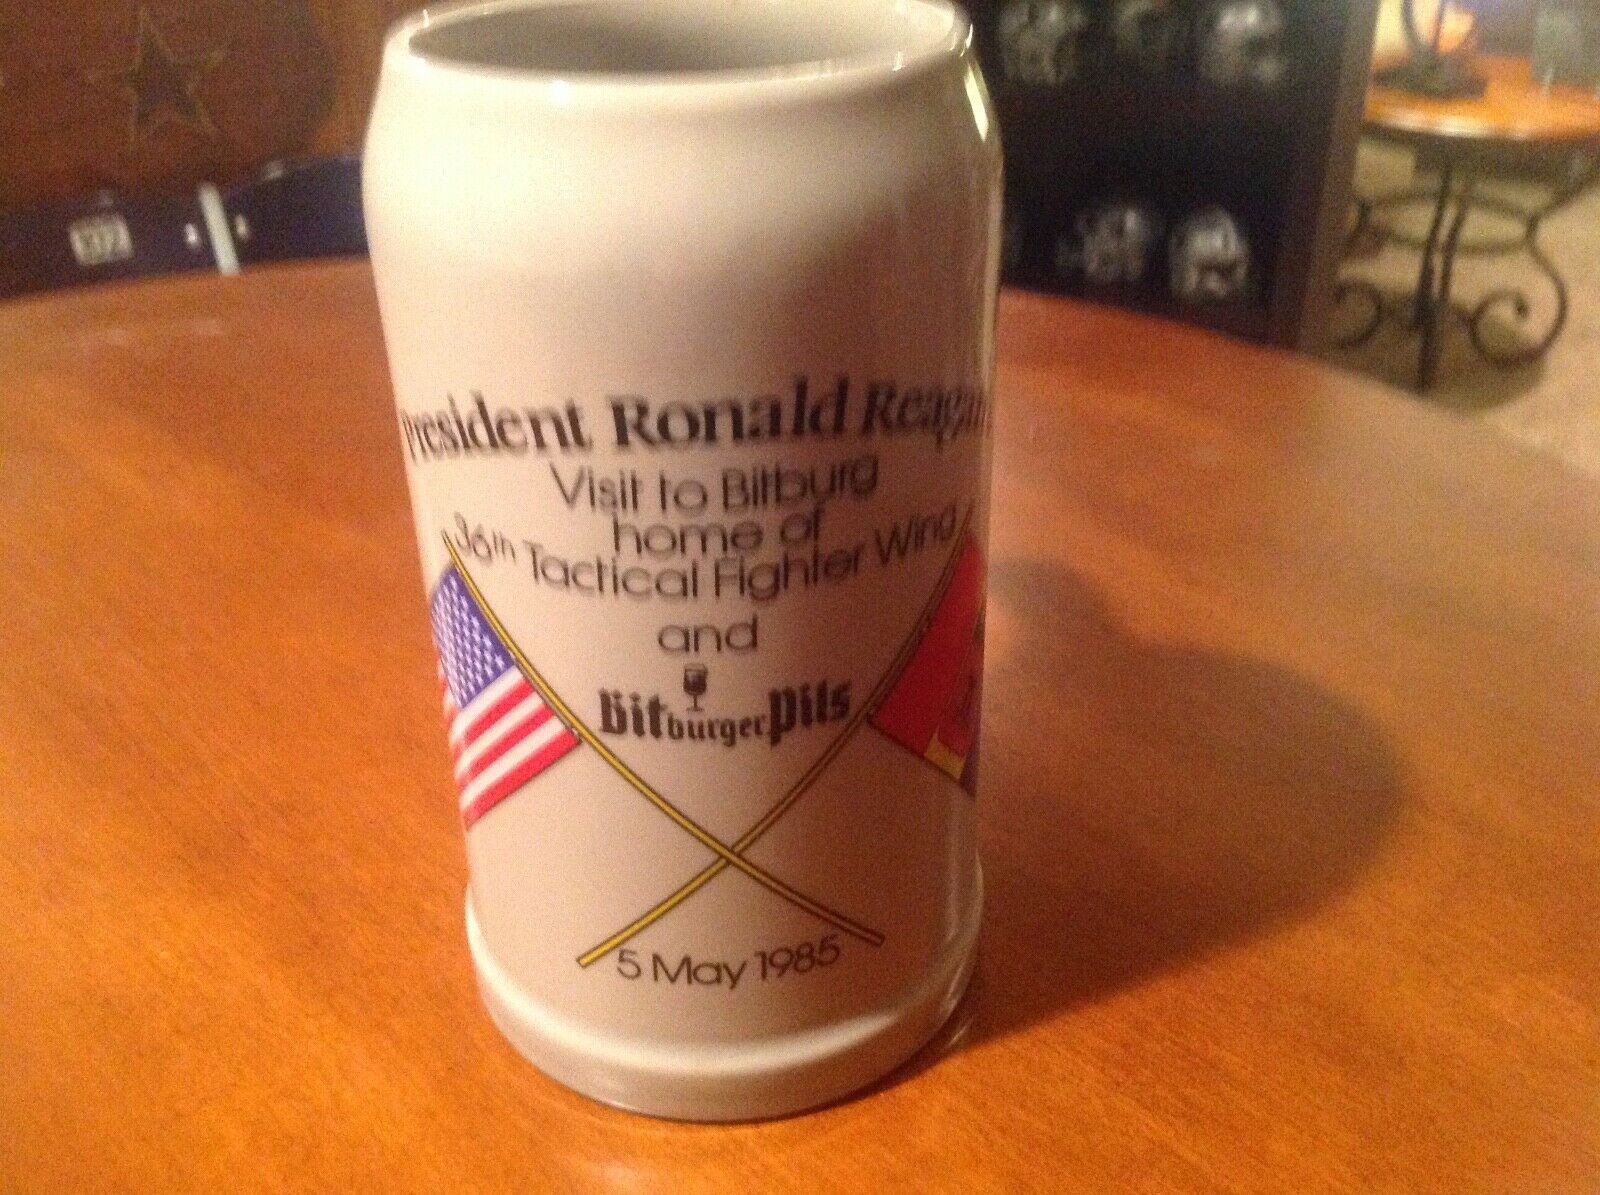 President Ronald Reagan
Visit to Bitburg
home of
36th Tactical Fighter Wing
and
Bitburger Pils
5 May 1985